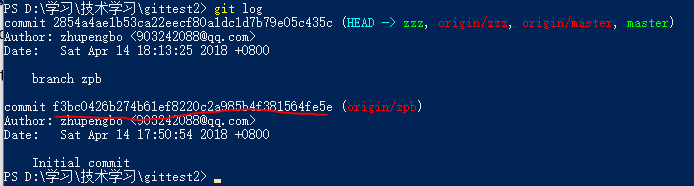 PS D:\学习\技术学习\gittest2> git log
commit 2854a4ae1b53ca22eecf80a1dc1d7b79e05c435c (HEAD -> zzz, origin/zzz, origin/master, master)
Author: zhupengbo <903242088@qq.com>
Date:   Sat Apr 14 18:13:25 2018 +0800
branch zpb
commit f3bc0426b274b61ef8220c2a985b4f381564fe5e (origin/zpb)
Author: zhupengbo <903242088@qq.com>
Date:   Sat Apr 14 17:50:54 2018 +0800
Initial commit
PS D:\学习\技术学习\gittest2>